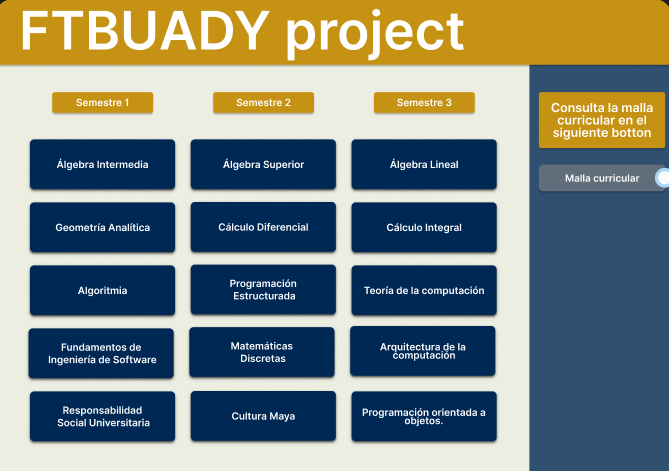 FTBUADY project
Semestre 1
Semestre 2
Semestre 3
Consulta la malla
curricular en el
siguiente botton
Álgebra Intermedia
Álgebra Superior
Álgebra Lineal
Malla curricular
Geometría Analítica
Cálculo Diferencial
Cálculo Integral
Algoritmia
Programación
Estructurada
Teoría de la computación
Fundamentos de
Ingeniería de Software
Matemáticas
Discretas
Arquitectura de la
computación
Responsabilidad
Social Universitaria
Cultura Maya
Programación orientada a
objetos.